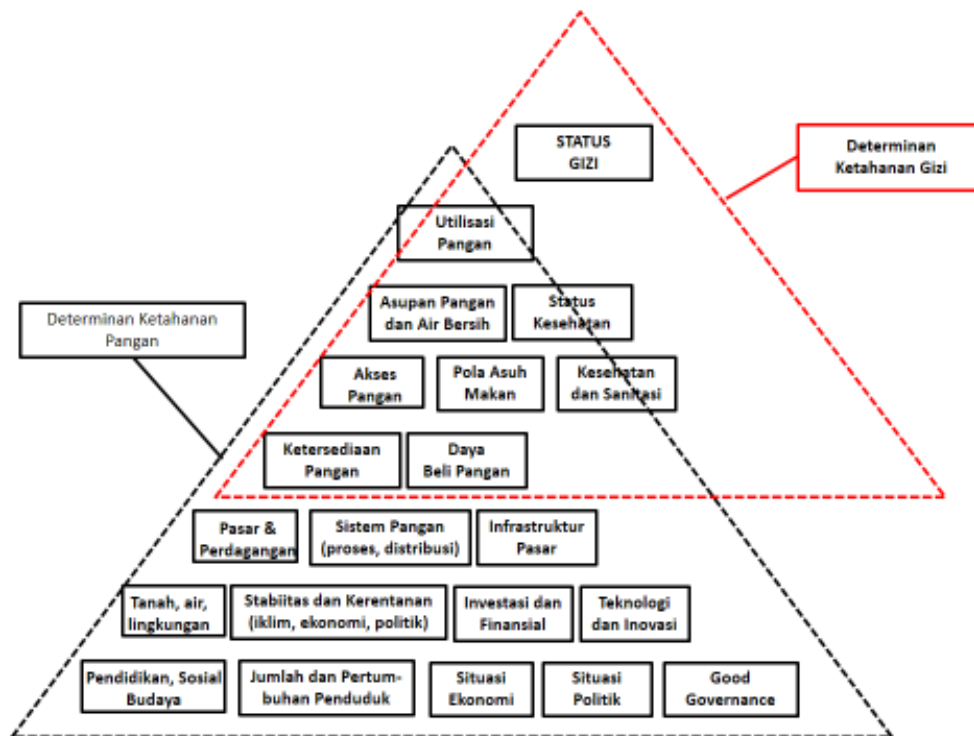 STATUS
GIZI
Determinan
Ketahanan Gizi
Utilisasi
Pangan
Determinan Ketahanan
Pangan
Asupan Pangan
dan Air Bersih
Status
Kesehatan
Akses
Pangan
Pola Asuh
Makan
Kesehatan
dan Sanitasi
Ketersediaan
Pangan
Daya
Beli Pangan
Pasar &
Perdagangan
Sistem Pangan
(proses, distribusi)
Infrastruktur
Pasar
Tanah, air,
lingkungan
Stabiitas dan Kerentanan
(iklim, ekonomi, politik)
Investasi dan
Finansial
Teknologi
dan Inovasi
Pendidikan, Sosial
Budaya
Jumlah dan Pertum-
buhan Penduduk
Situasi
Ekonomi
Situasi
Politik
Good
Governance